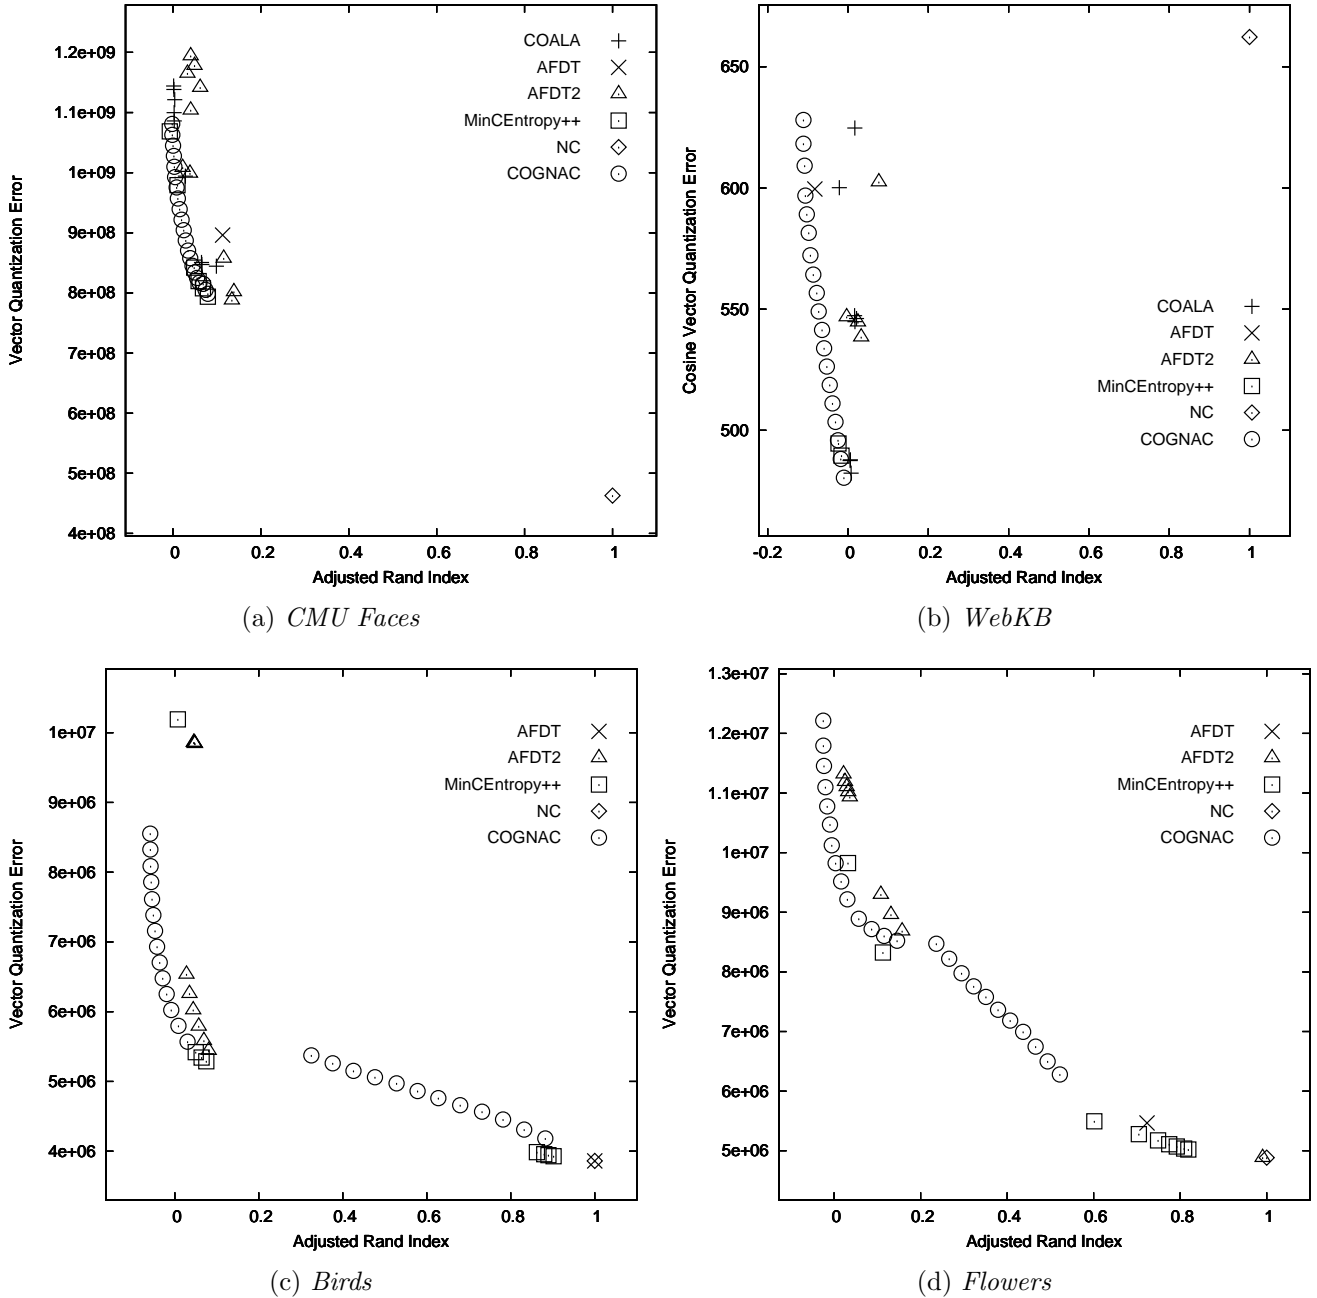 1.2e+09
1.1e+09
1e+09
9e+08
8e+08
7e+08
6e+08
5e+08
4e+08
Vector Quantization Error
COALA
AFDT
AFDT2
MinCEntropy++
NC
COGNAC
0 0.2 0.4 0.6 0.8 1
Adjusted Rand Index
(a) CMU Faces
650
600
550
500
Cosine Vector Quantization Error
COALA
AFDT
AFDT2
MinCEntropy++
NC
COGNAC
-0.2 0 0.2 0.4 0.6 0.8 1
Adjusted Rand Index
(b) WebKB
1e+07
9e+06
8e+06
7e+06
6e+06
5e+06
4e+06
Vector Quantization Error
AFDT
AFDT2
MinCEntropy++
NC
COGNAC
0 0.2 0.4 0.6 0.8 1
Adjusted Rand Index
(c) Birds
1.3e+07
1.2e+07
1.1e+07
1e+07
9e+06
8e+06
7e+06
6e+06
5e+06
Vector Quantization Error
AFDT
AFDT2
MinCEntropy++
NC
COGNAC
0 0.2 0.4 0.6 0.8 1
Adjusted Rand Index
(d) Flowers